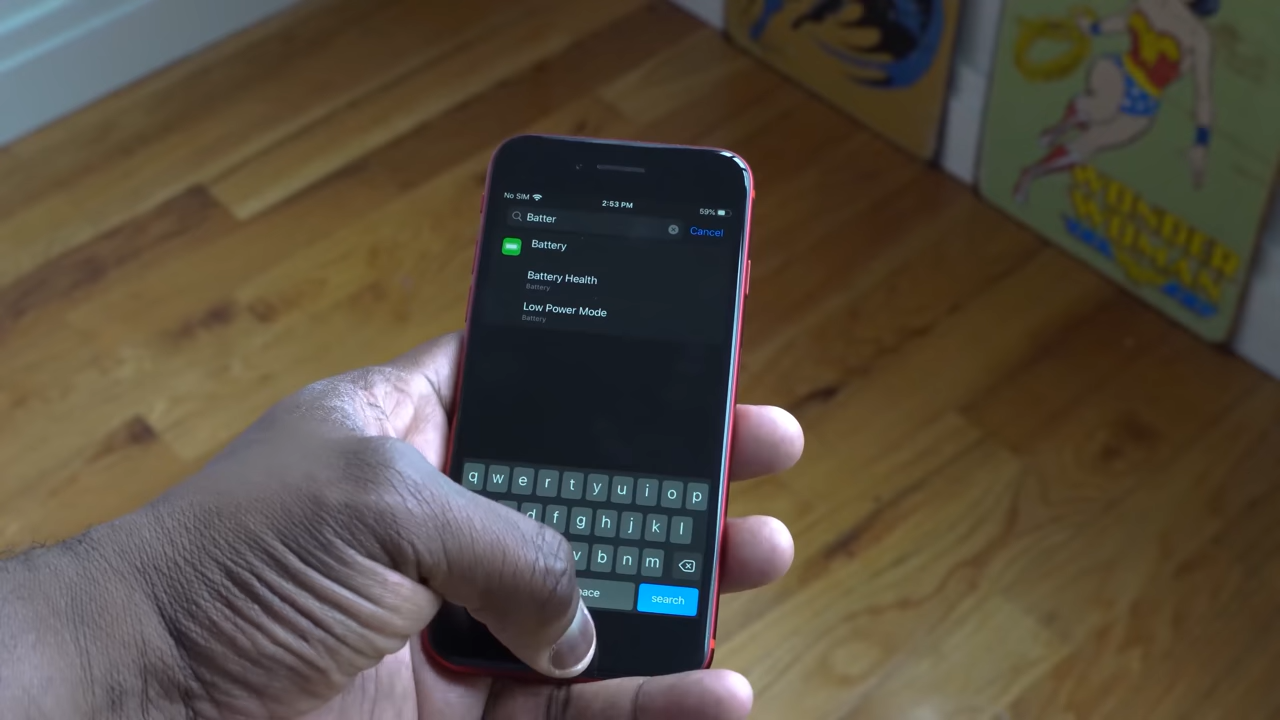 No SIM 2:53 PM 59%
Batter Cancel
Battery
Battery Health
Battery
Low Power Mode
Battery
q w e r t y u i o p
d f g h j k l
v b n m
pace search
WONDER
WOMAN